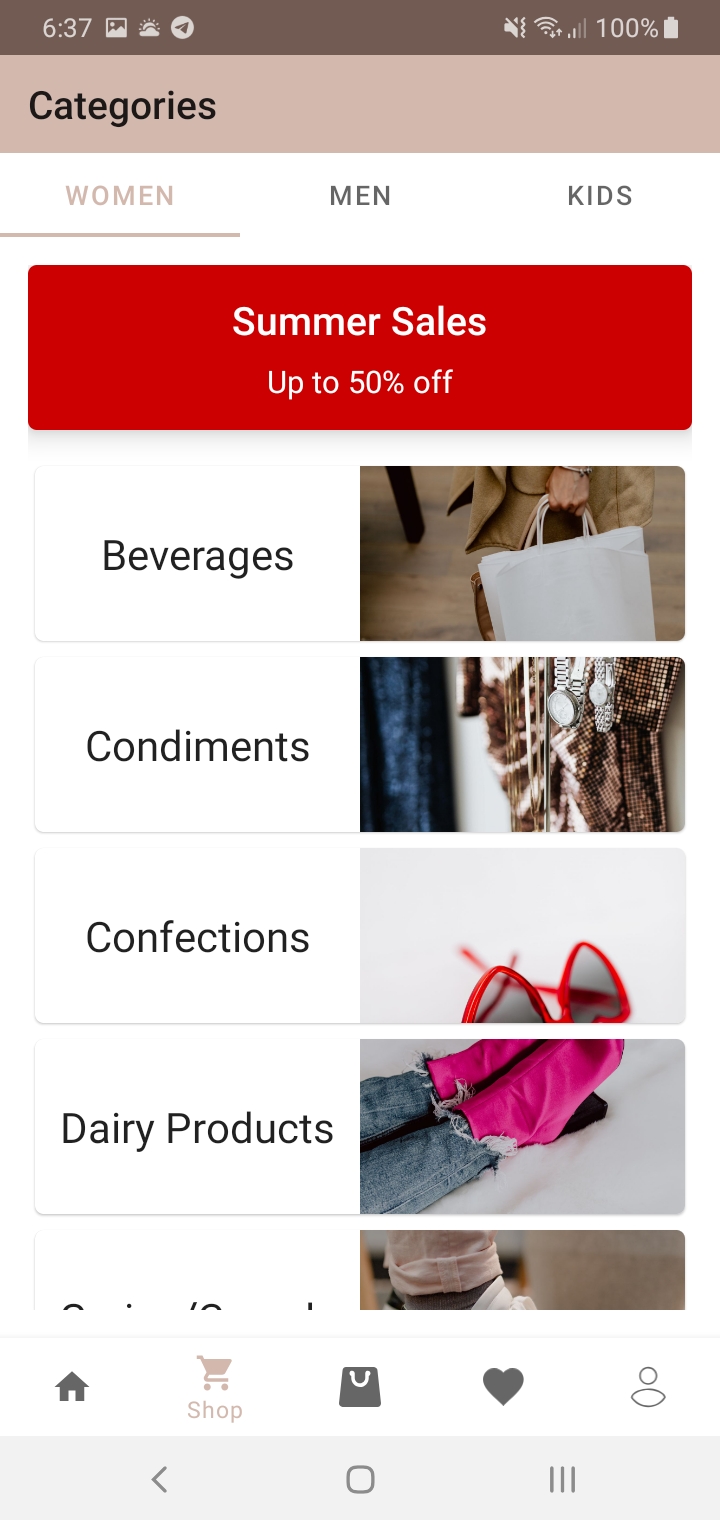 6:37
100%
Categories
WOMEN
MEN
KIDS
Summer Sales
Up to 50% off
Beverages
Condiments
Confections
Dairy Products
Shop